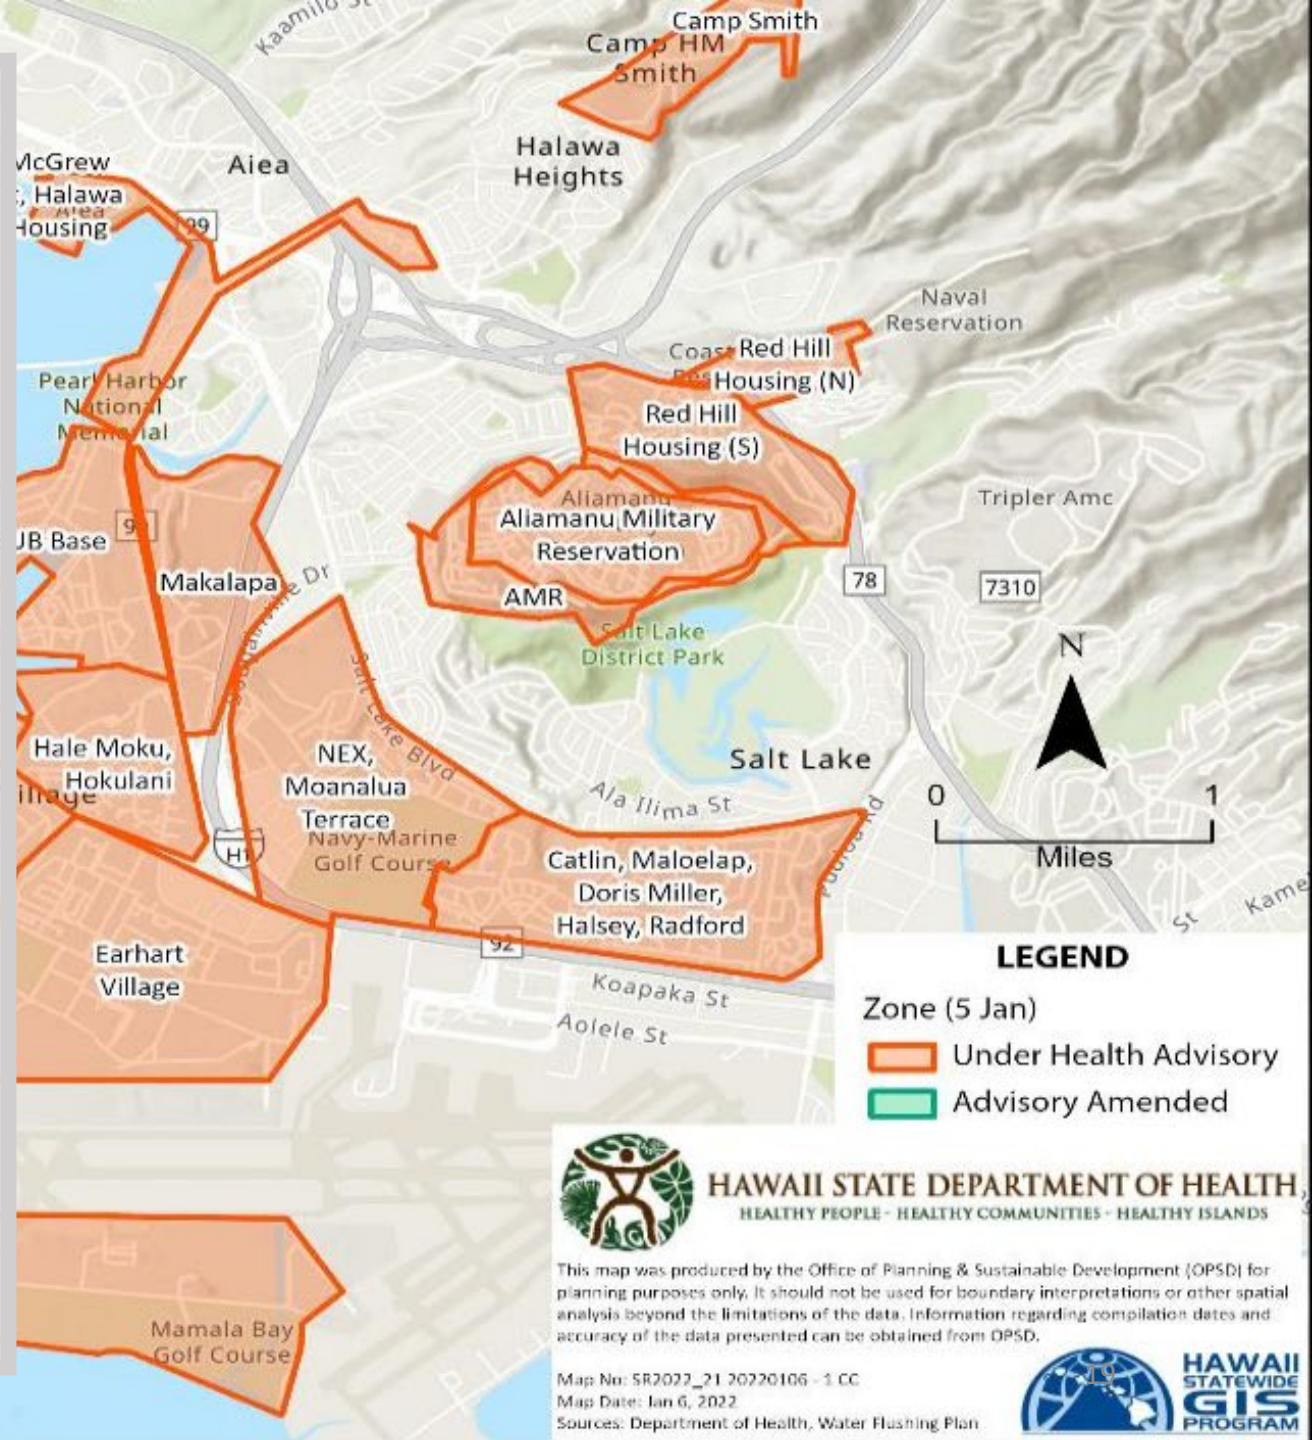 Kaamilo St
Camp Smith
Camp HM
Smith
Halawa
Heights
McGrew
, Halawa
Housing
Aiea
Aiea
99
Naval
Reservation
Red Hill
Housing (N)
Red Hill
Housing (S)
Pearl Harbor
National
Memorial
Tripler Amc
Aliamanu
Aliamanu Military
Reservation
AMR
JB Base
Makalapa
78
7310
Salt Lake
District Park
N
Salt Lake Blvd
Hale Moku,
Hokulani
NEX,
Moanalua
Terrace
Navy-Marine
Golf Course
Salt Lake
Ala Ilima St
0 1
Miles
H1
Catlin, Maloelap,
Doris Miller,
Halsey, Radford
92
Earhart
Village
Koapaka St
Aolele St
St
Kame
LEGEND
Zone (5 Jan)
Under Health Advisory
Advisory Amended
HAWAII STATE DEPARTMENT OF HEALTH
HEALTHY PEOPLE - HEALTHY COMMUNITIES - HEALTHY ISLANDS
This map was produced by the Office of Planning & Sustainable Development (OPSD) for
planning purposes only. It should not be used for boundary interpretations or other spatial
analysis beyond the limitations of the data. Information regarding compilation dates and
accuracy of the data presented can be obtained from OPSD.
Mamala Bay
Golf Course
Map No: SR2022_21 20220106 - 1 CC
Map Date: Jan 6, 2022
Sources: Department of Health, Water Flushing Plan
19
HAWAII
STATEWIDE
GIS
PROGRAM